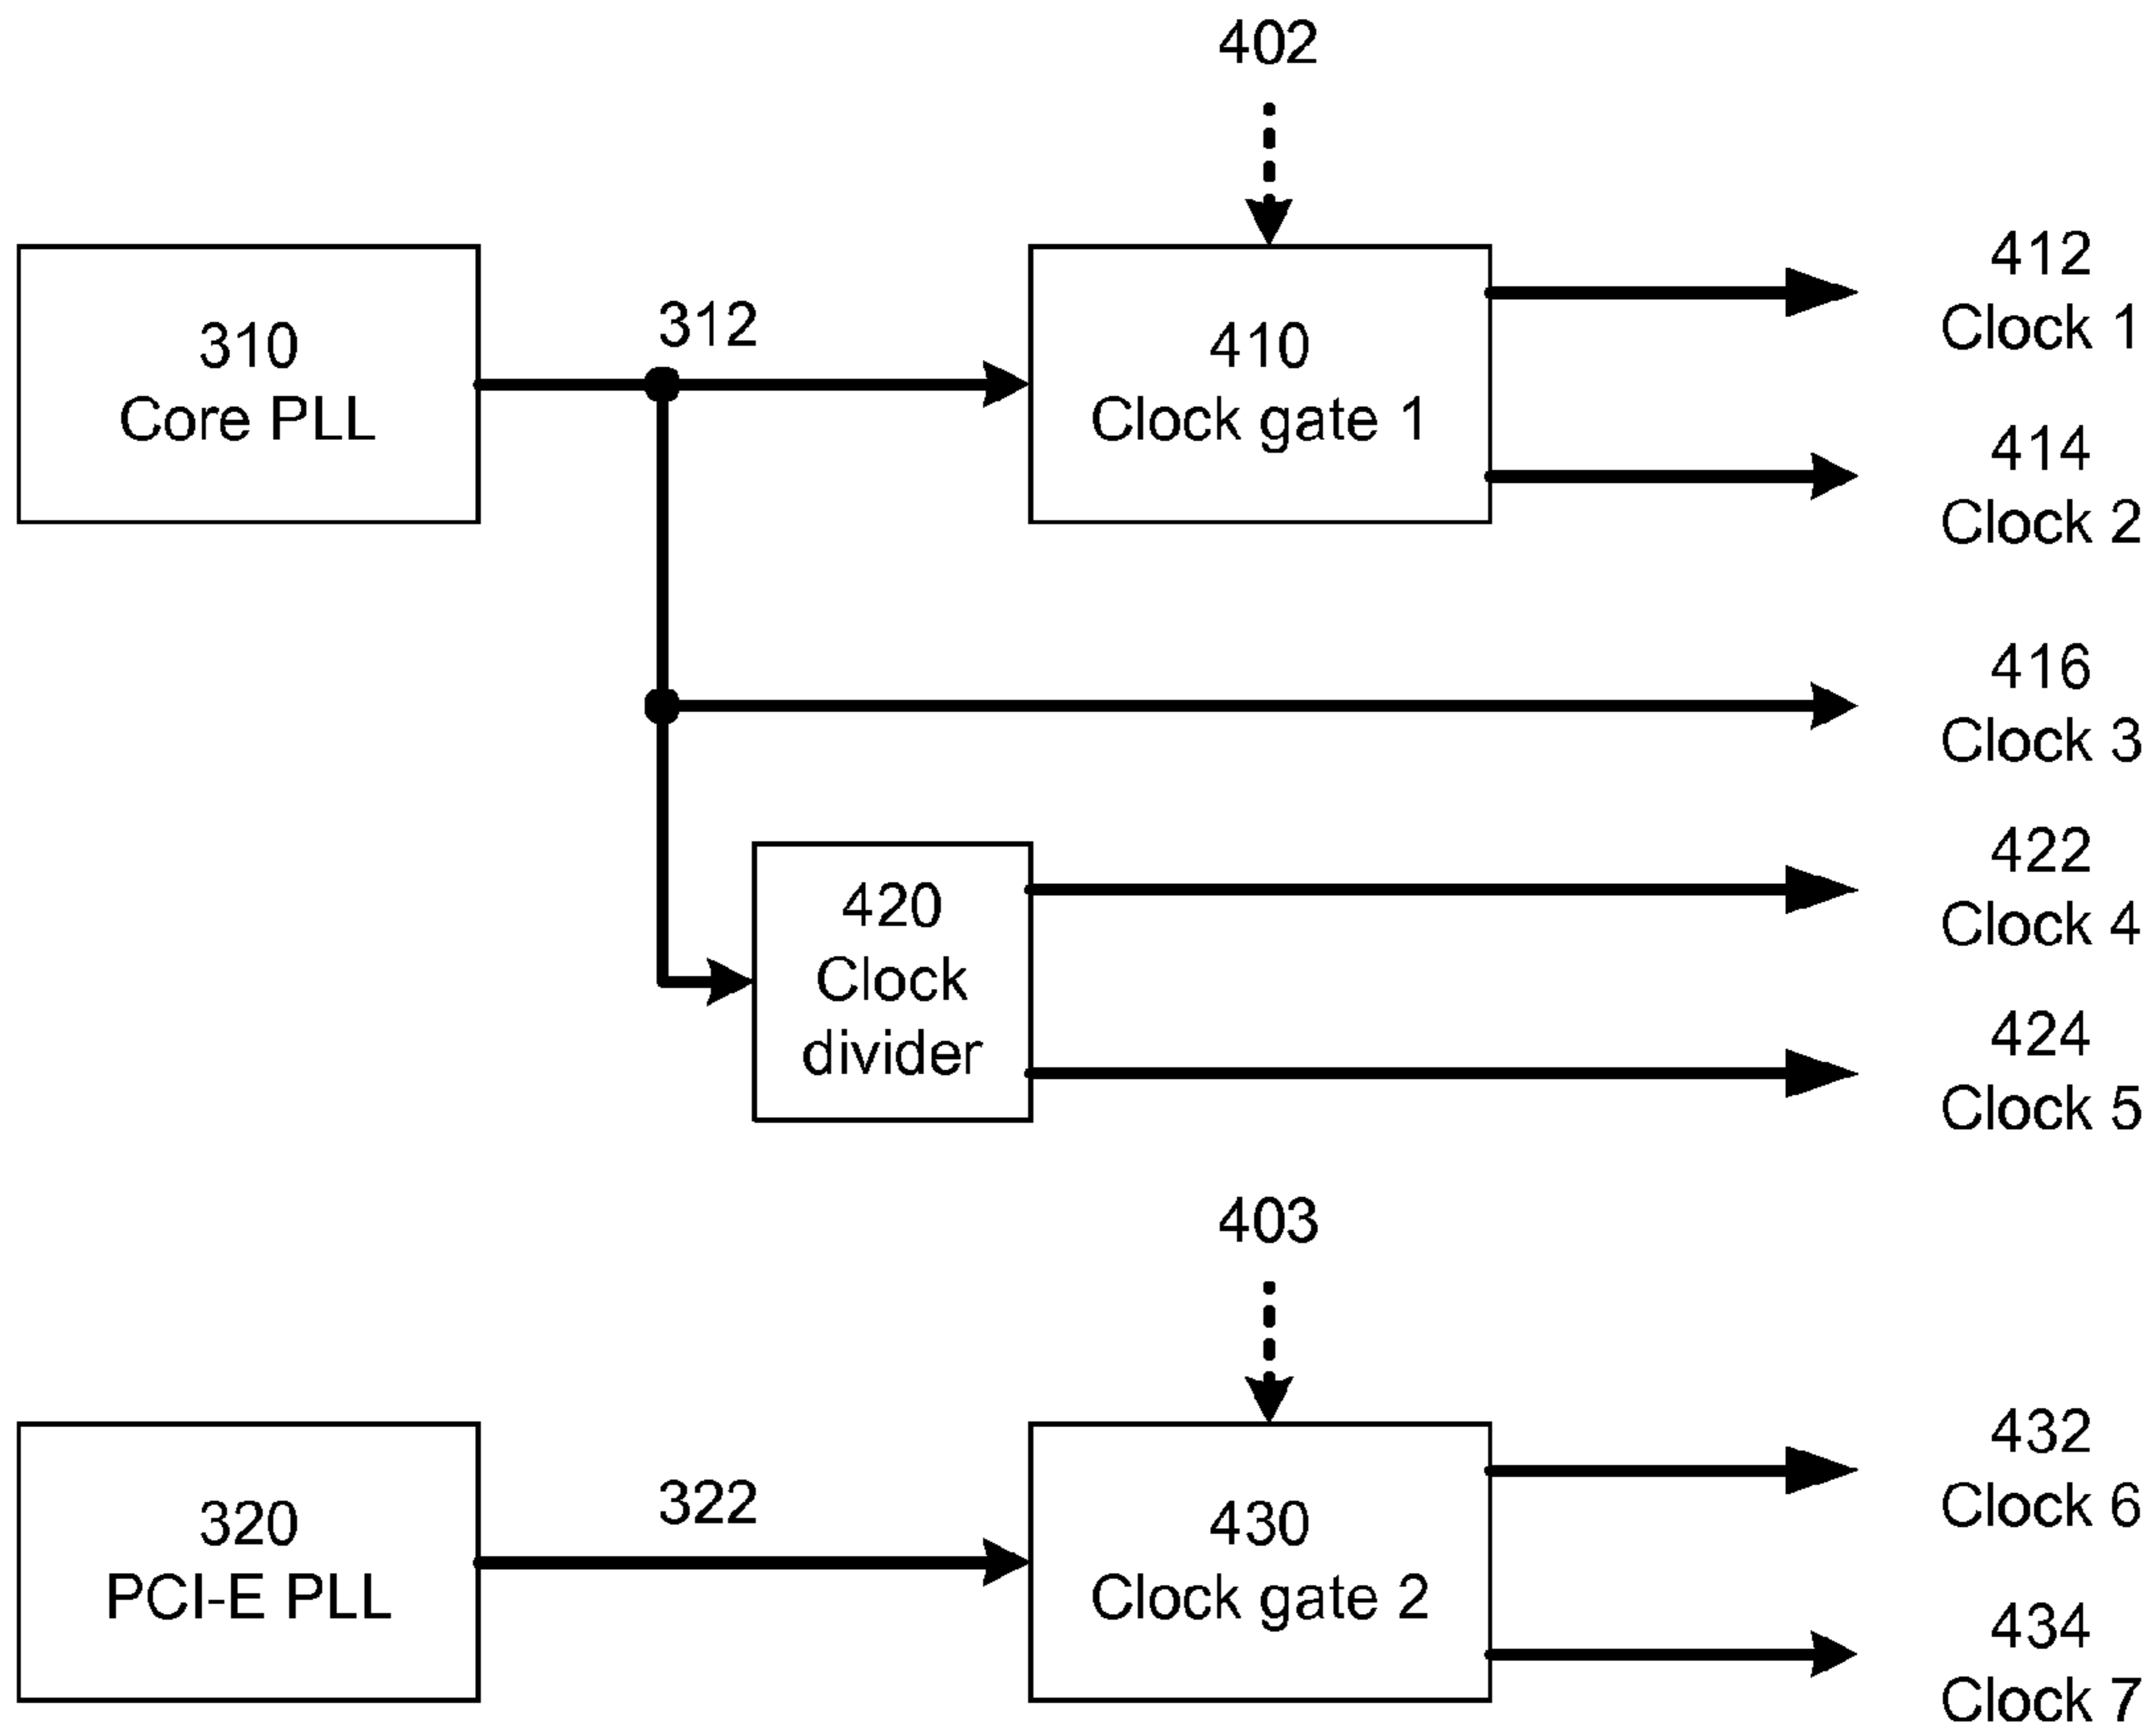 402
310
Core PLL
312
410
Clock gate 1
412
Clock 1
414
Clock 2
416
Clock 3
420
Clock
divider
422
Clock 4
424
Clock 5
403
320
PCI-E PLL
322
430
Clock gate 2
432
Clock 6
434
Clock 7